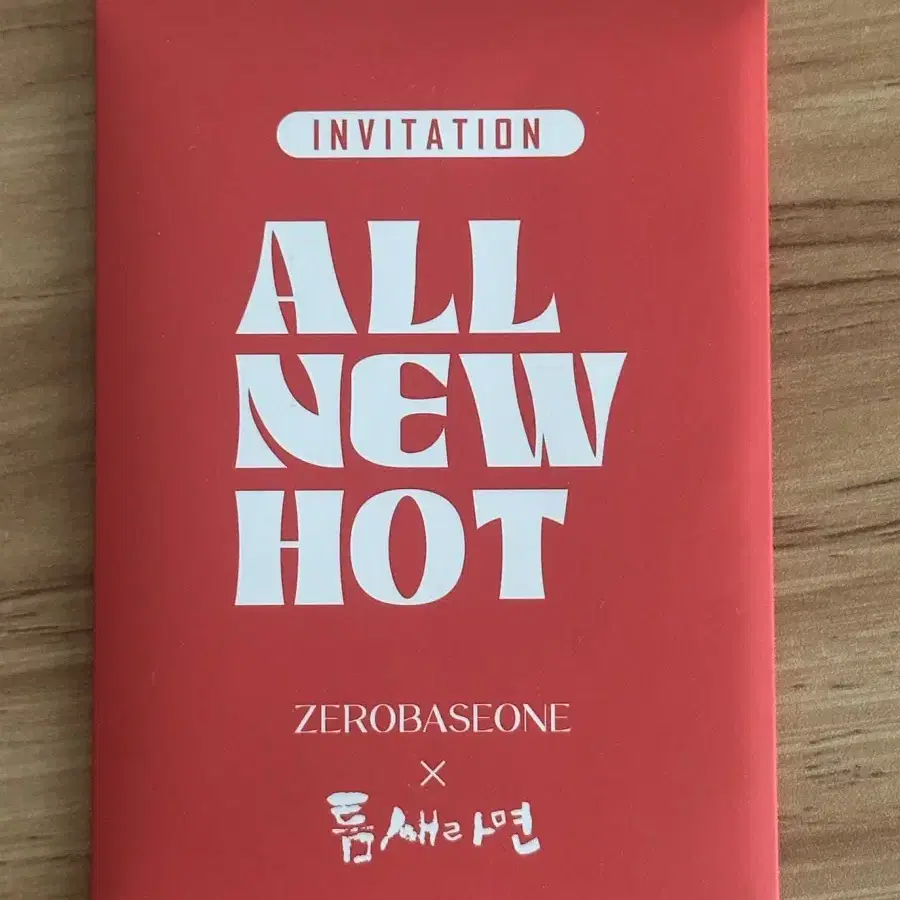 INVITATION
ALL
NEW
HOT
ZEROBASEONE
×
틈새라면